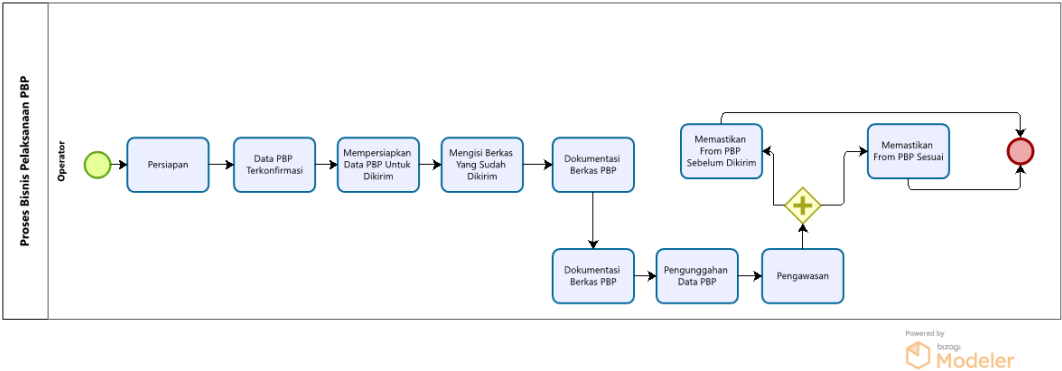 Proses Bisnis Pelaksanaan PBP
Operator
Persiapan
Data PBP
Terkonfirmasi
Mempersiapkan
Data PBP Untuk
Dikirim
Mengisi Berkas
Yang Sudah
Dikirim
Dokumentasi
Berkas PBP
Dokumentasi
Berkas PBP
Pengunggahan
Data PBP
Pengawasan
Memastikan
From PBP
Sebelum Dikirim
Memastikan
From PBP Sesuai
Powered by
bizagi
Modeler